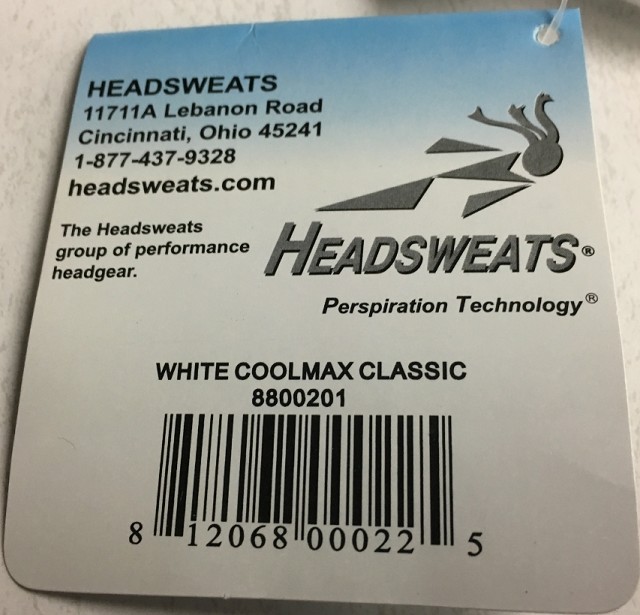 HEADSWEATS
11711A Lebanon Road
Cincinnati, Ohio 45241
1-877-437-9328
headsweats.com
The Headsweats
group of performance
headgear.
HEADSWEATS®
Perspiration Technology®
WHITE COOLMAX CLASSIC
8800201
8 12068 00022 5